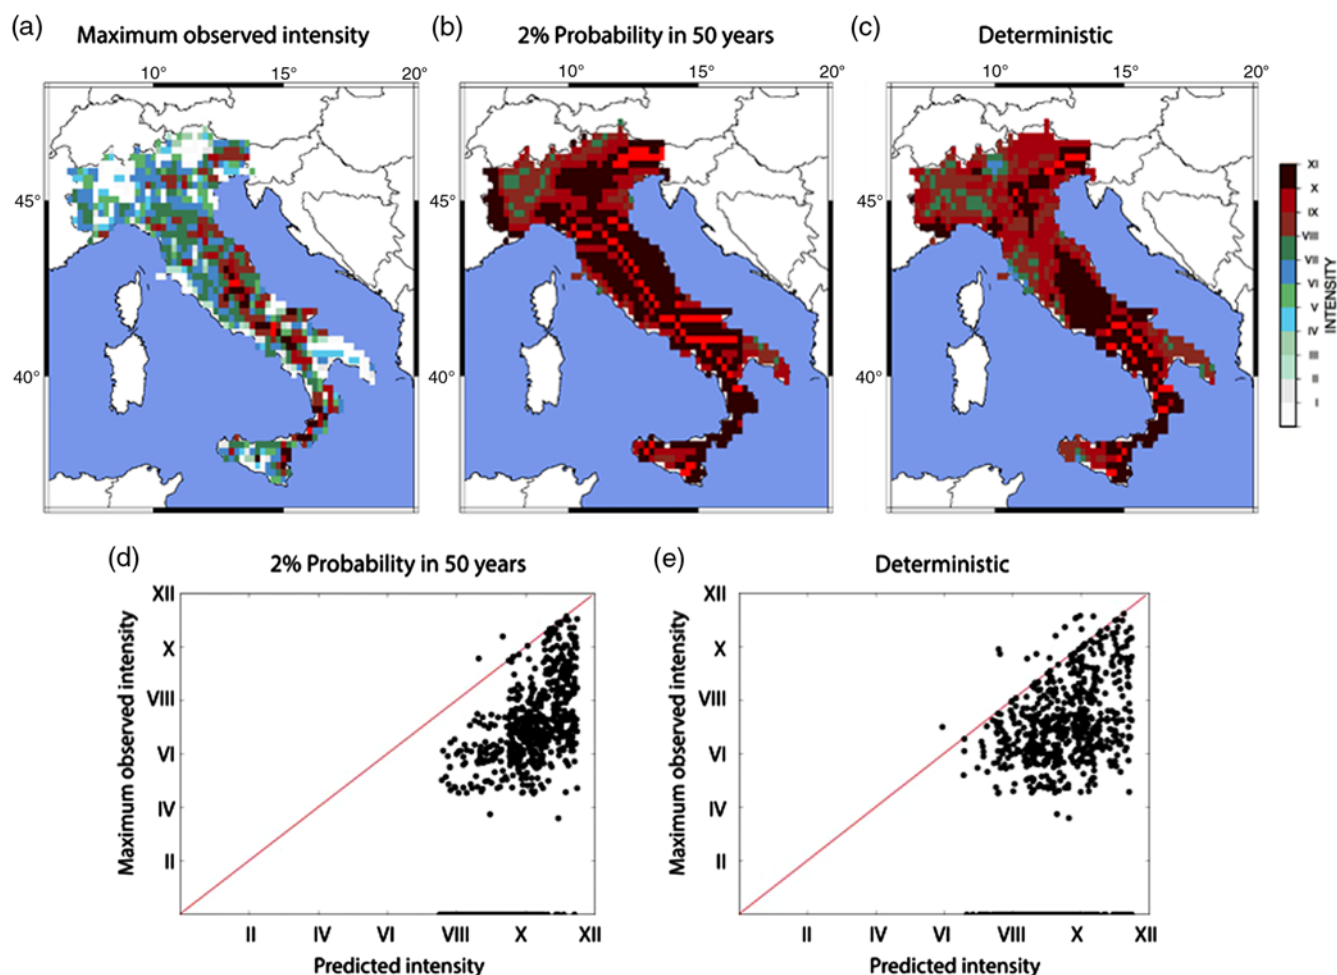 (a) Maximum observed intensity
(b) 2% Probability in 50 years
(c) Deterministic
10° 15° 20°
10° 15° 20°
10° 15° 20°
45°
40°
45°
40°
45°
40°
XI
X
IX
VIII
VII
VI
V
IV
III
II
I
INTENSITY
(d) 2% Probability in 50 years
XII
X
VIII
VI
IV
II
Maximum observed intensity
II IV VI VIII X XII
Predicted intensity
(e) Deterministic
XII
X
VIII
VI
IV
II
Maximum observed intensity
II IV VI VIII X XII
Predicted intensity